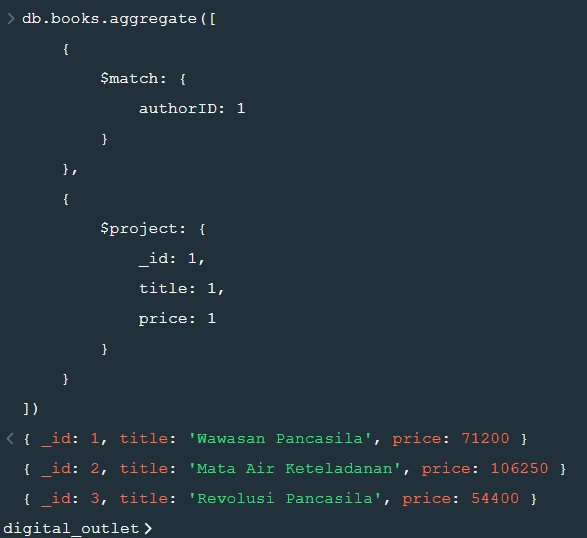 > db.books.aggregate([
{
$match: {
authorID: 1
}
},
{
$project: {
_id: 1,
title: 1,
price: 1
}
}
])
< { _id: 1, title: 'Wawasan Pancasila', price: 71200 }
{ _id: 2, title: 'Mata Air Keteladanan', price: 106250 }
{ _id: 3, title: 'Revolusi Pancasila', price: 54400 }
digital_outlet>